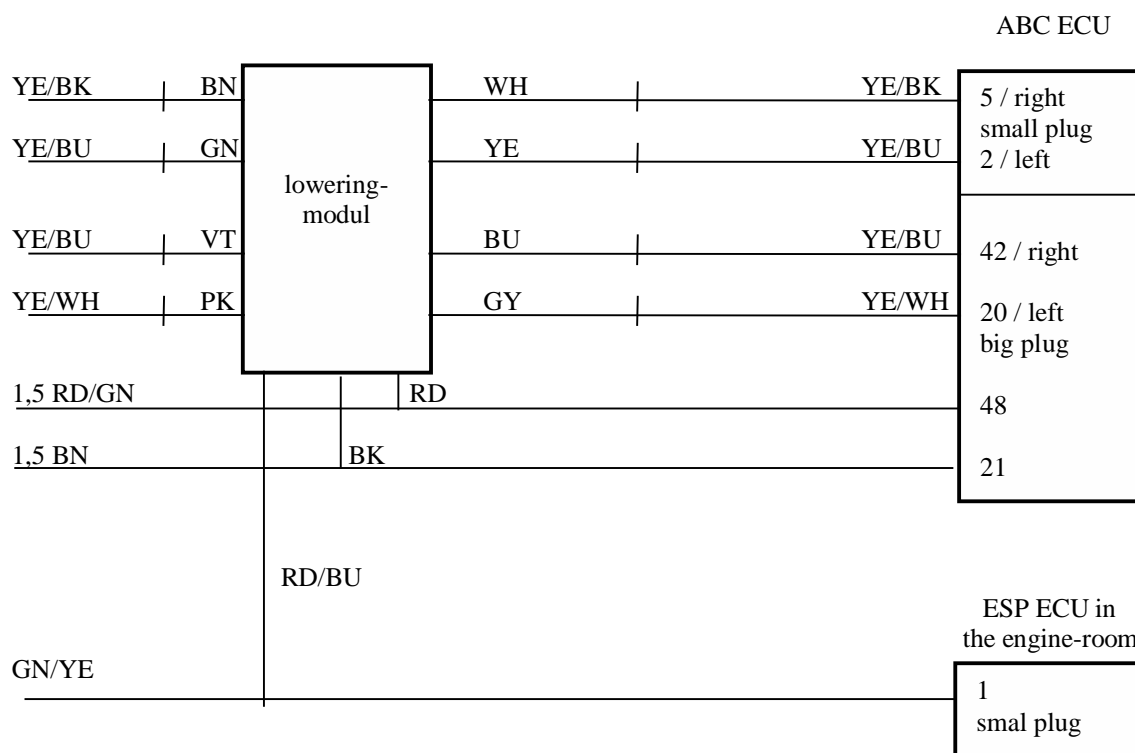 ABC ECU
YE/BK BN WH YE/BK 5 / right
small plug
YE/BU GN YE YE/BU 2 / left
lowering-
modul
YE/BU VT BU YE/BU 42 / right
YE/WH PK GY YE/WH 20 / left
big plug
1,5 RD/GN RD 48
1,5 BN BK 21
RD/BU
ESP ECU in
the engine-room
GN/YE 1
smal plug